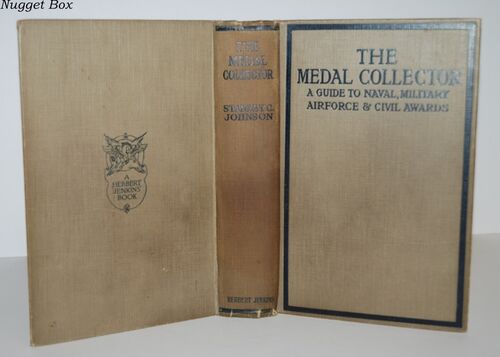 Nugget Box
A
HERBERT
JENKINS
BOOK
THE
MEDAL
COLLECTOR
STANLEY C.
JOHNSON
HERBERT JENKINS
THE
MEDAL COLLECTOR
A GUIDE TO NAVAL, MILITARY
AIRFORCE & CIVIL AWARDS